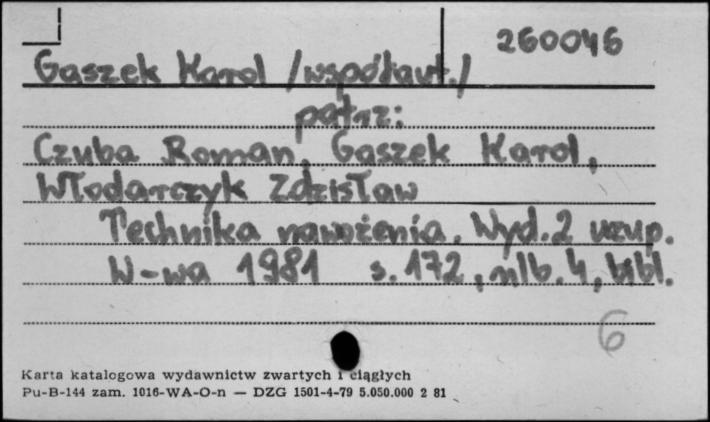 260046
Gaszek Karol /współaut./
patrz:
Czuba Roman, Gaszek Karol,
Włodarczyk Zdzisław
Technika nawożenia. Wyd. 2 uzup.
W-wa 1981 s. 172, nlb. 4, bibl.
6
Karta katalogowa wydawnictw zwartych i ciągłych
Pu-B-144 zam. 1016-WA-O-n — DZG 1501-4-79 5.050.000 2 81